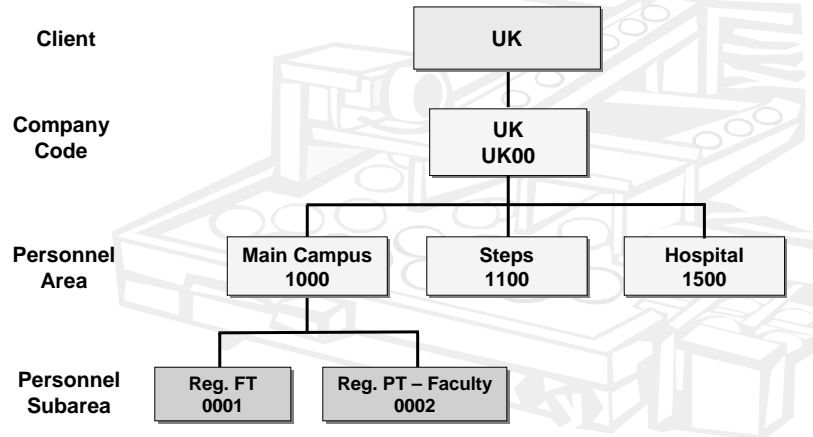 Client
UK
Company
Code
UK
UK00
Personnel
Area
Main Campus
1000
Steps
1100
Hospital
1500
Personnel
Subarea
Reg. FT
0001
Reg. PT – Faculty
0002